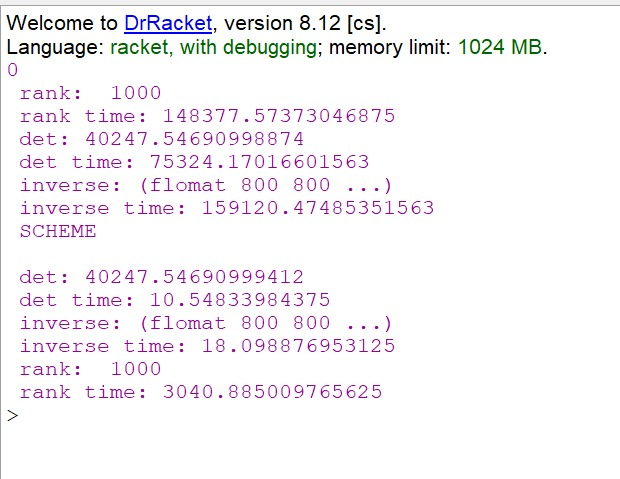 Welcome to DrRacket, version 8.12 [cs].
Language: racket, with debugging; memory limit: 1024 MB.
0
rank:  1000
rank time: 148377.57373046875
det: 40247.54690998874
det time: 75324.17016601563
inverse: (flomat 800 800 ...)
inverse time: 159120.47485351563
SCHEME
det: 40247.54690999412
det time: 10.54833984375
inverse: (flomat 800 800 ...)
inverse time: 18.098876953125
rank:  1000
rank time: 3040.885009765625
>